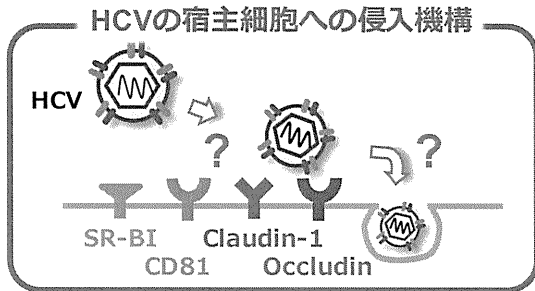 HCVの宿主細胞への侵入機構
HCV
?
?
SR-BI
CD81
Claudin-1
Occludin